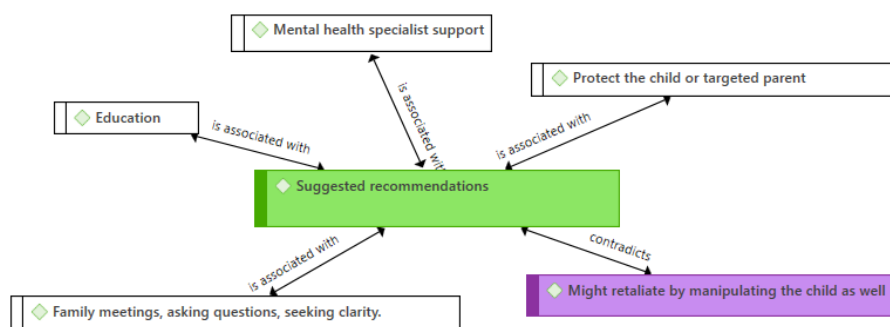 Mental health specialist support
Protect the child or targeted parent
Education
is associated with
is associated with
is associated with
Suggested recommendations
is associated with
contradicts
Might retaliate by manipulating the child as well
Family meetings, asking questions, seeking clarity.